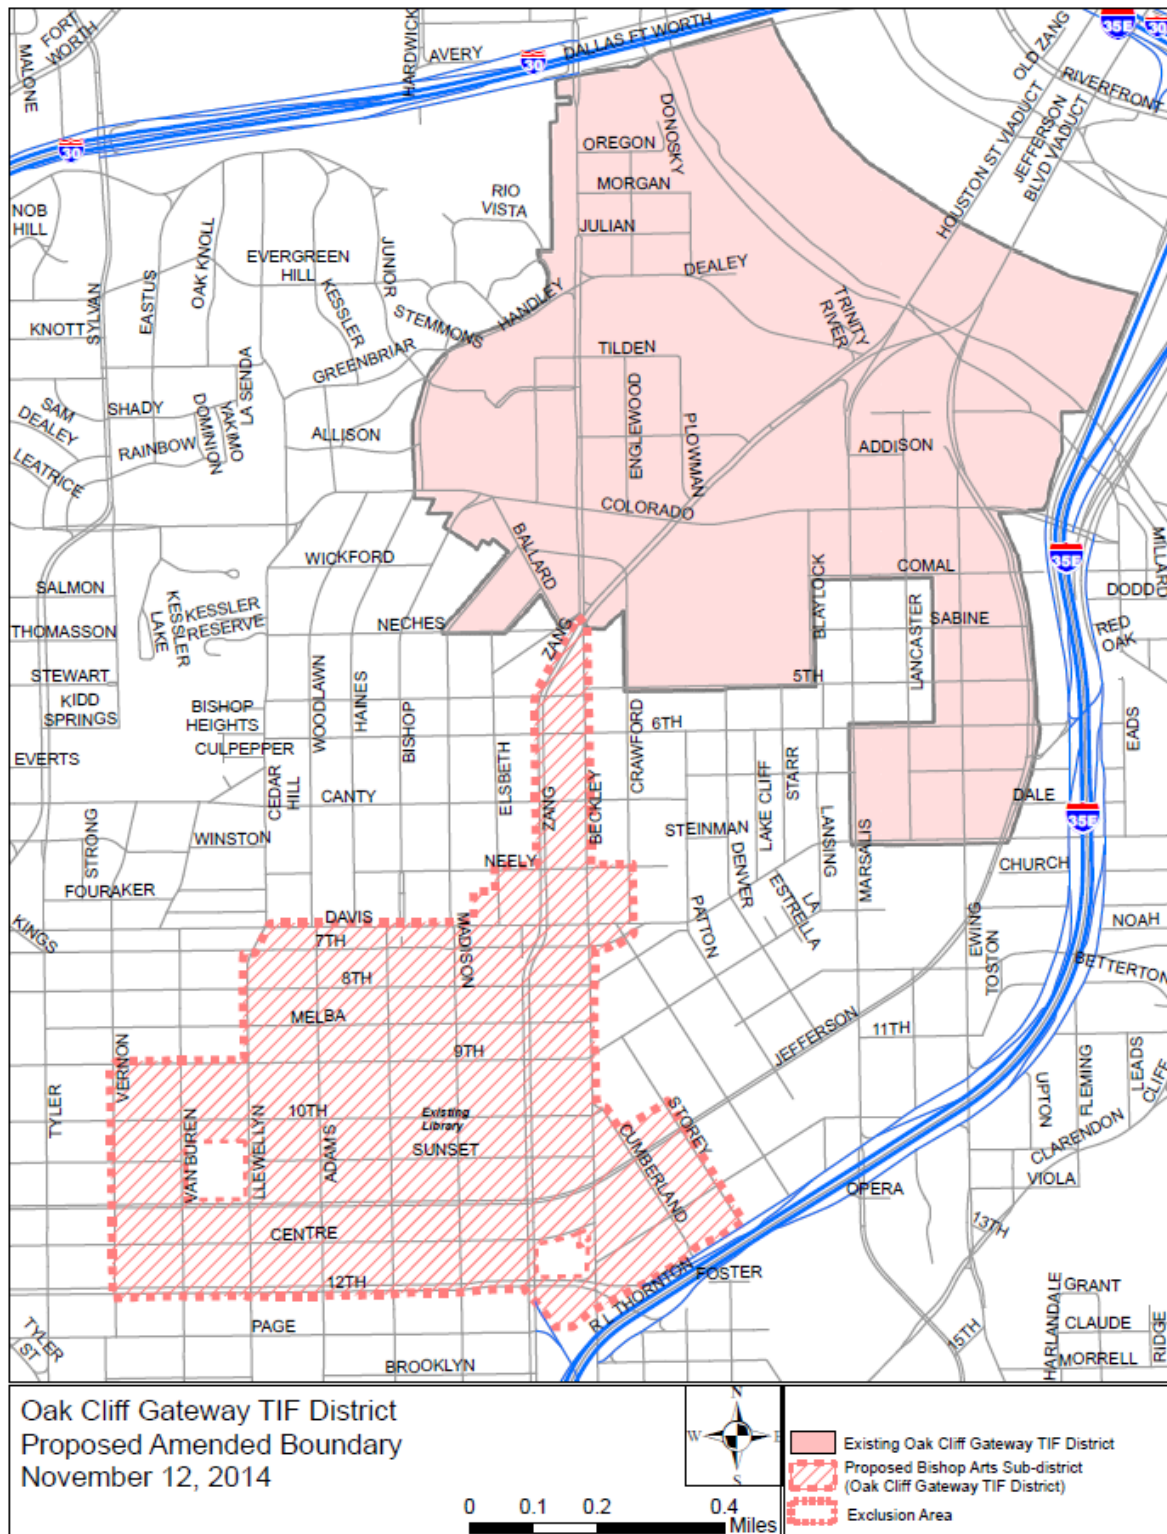 FORT
WORTH
MALONE
HARDWICK
AVERY
30
DALLAS FT WORTH
OLD ZANG
35E
30
RIVERFRONT
30
DONOSKY
OREGON
HOUSTON ST VIADUCT
JEFFERSON
BLVD VIADUCT
MORGAN
RIO
VISTA
NOB
HILL
JULIAN
OAK KNOLL
EVERGREEN
HILL
JUNIOR
DEALEY
EASTUS
KESSLER
HANDLEY
TRINITY
RIVER
SYLVAN
KNOTT
STEMMONS
GREENBRIAR
TILDEN
LA SENDA
ENGLEWOOD
SAM
DEALEY
SHADY
DOMINION
YAKIMO
PLOWMAN
ALLISON
RAINBOW
ADDISON
LEATRICE
COLORADO
BALLARD
WICKFORD
MILLARD
35E
COMAL
BLAYLOCK
SALMON
DODD
KESSLER
LAKE
KESSLER
RESERVE
LANCASTER
SABINE
THOMASSON
NECHES
ZANG
RED
OAK
STEWART
5TH
WOODLAWN
HAINES
KIDD
SPRINGS
BISHOP
HEIGHTS
BISHOP
CRAWFORD
6TH
EADS
CULPEPPER
EVERTS
ELSBETH
LAKE CLIFF
STARR
CEDAR
HILL
CANTY
ZANG
BECKLEY
DALE
35E
STRONG
WINSTON
STEINMAN
DENVER
LANSING
MARSALIS
NEELY
CHURCH
FOURAKER
LA
ESTRELLA
PATTON
KINGS
DAVIS
MADISON
EWING
NOAH
7TH
TOSTON
BETTERTON
8TH
MELBA
JEFFERSON
11TH
9TH
VERNON
LEADS
CLIFF
UPTON
FLEMING
TYLER
10TH
Existing
Library
STOREY
VAN BUREN
LLEWELLYN
ADAMS
SUNSET
CUMBERLAND
CLARENDON
VIOLA
OPERA
CENTRE
13TH
12TH
R L THORNTON
FOSTER
HARLANDALE
GRANT
PAGE
CLAUDE
RIDGE
TYLER
ST
15TH
BROOKLYN
MORRELL
Oak Cliff Gateway TIF District
Proposed Amended Boundary
November 12, 2014
N
W
E
S
0 0.1 0.2 0.4
Miles
Existing Oak Cliff Gateway TIF District
Proposed Bishop Arts Sub-district
(Oak Cliff Gateway TIF District)
Exclusion Area